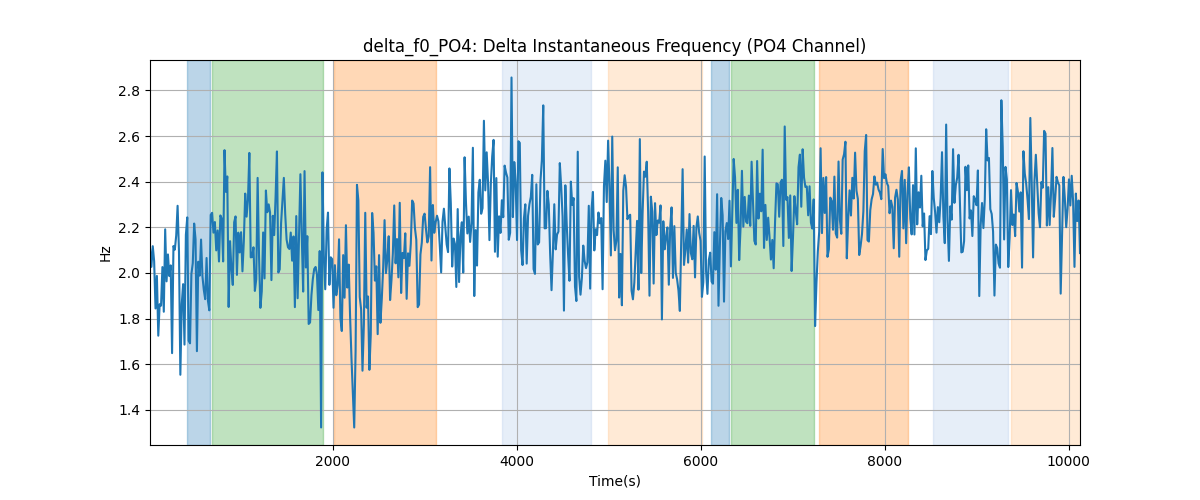 delta_f0_PO4: Delta Instantaneous Frequency (PO4 Channel)
Hz
2.8
2.6
2.4
2.2
2.0
1.8
1.6
1.4
2000 4000 6000 8000 10000
Time(s)